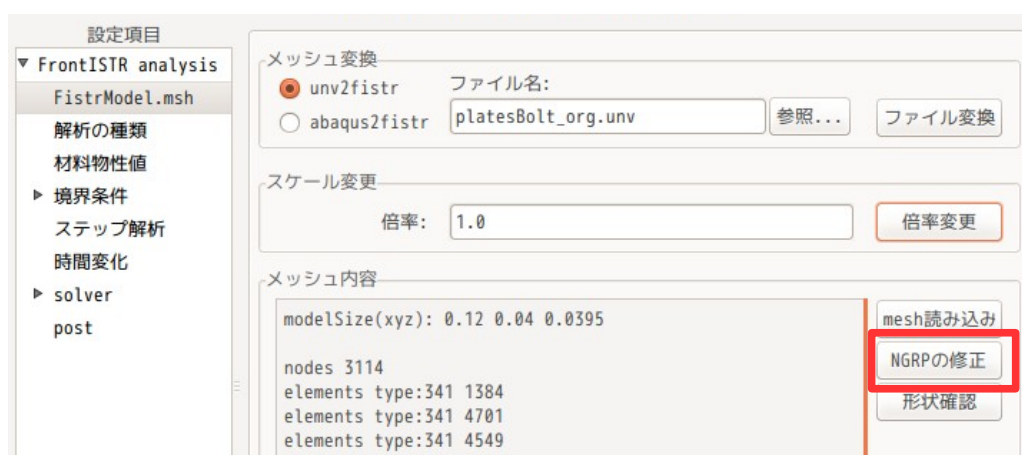 設定項目
FrontISTR analysis
FistrModel.msh
解析の種類
材料物性値
境界条件
ステップ解析
時間変化
solver
post
メッシュ変換
unv2fistr
abaqus2fistr
ファイル名:
platesBolt_org.unv
参照...
ファイル変換
スケール変更
倍率:
1.0
倍率変更
メッシュ内容
modelSize(xyz): 0.12 0.04 0.0395
nodes 3114
elements type:341 1384
elements type:341 4701
elements type:341 4549
mesh読み込み
NGRPの修正
形状確認